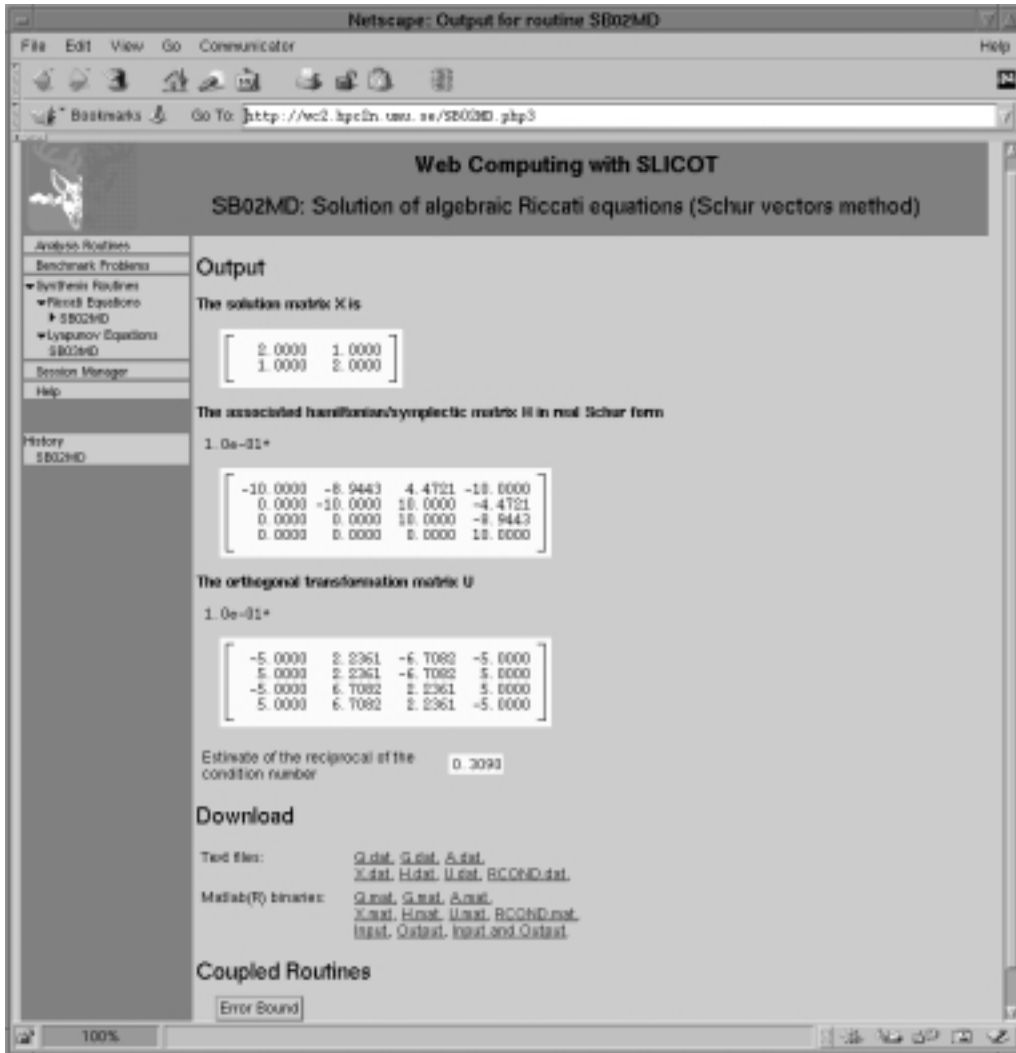 Netscape: Output for routine SB02MD
File Edit View Go Communicator Help
Bookmarks Go To: http://wc2.hpc2n.umu.se/SB02MD.php3
Web Computing with SLICOT
SB02MD: Solution of algebraic Riccati equations (Schur vectors method)
Analysis Routines
Benchmark Problems
Synthesis Routines
Riccati Equations
SB02MD
Lyapunov Equations
SB03MD
Session Manager
Help
History
SB02MD
Output
The solution matrix X is
2.0000 1.0000
1.0000 2.0000
The associated hamiltonian/symplectic matrix H in real Schur form
1.0e-01*
-10.0000 -8.9443 4.4721 -10.0000
0.0000 -10.0000 10.0000 -4.4721
0.0000 0.0000 10.0000 -8.9443
0.0000 0.0000 0.0000 10.0000
The orthogonal transformation matrix U
1.0e-01*
-5.0000 2.2361 -6.7082 -5.0000
5.0000 2.2361 -6.7082 5.0000
-5.0000 6.7082 2.2361 5.0000
5.0000 6.7082 2.2361 -5.0000
Estimate of the reciprocal of the
condition number
0.3090
Download
Text files: Q.dat, G.dat, A.dat,
X.dat, H.dat, U.dat, RCOND.dat,
Matlab(R) binaries: Q.mat, G.mat, A.mat,
X.mat, H.mat, U.mat, RCOND.mat,
Input, Output, Input and Output
Coupled Routines
Error Bound
100%